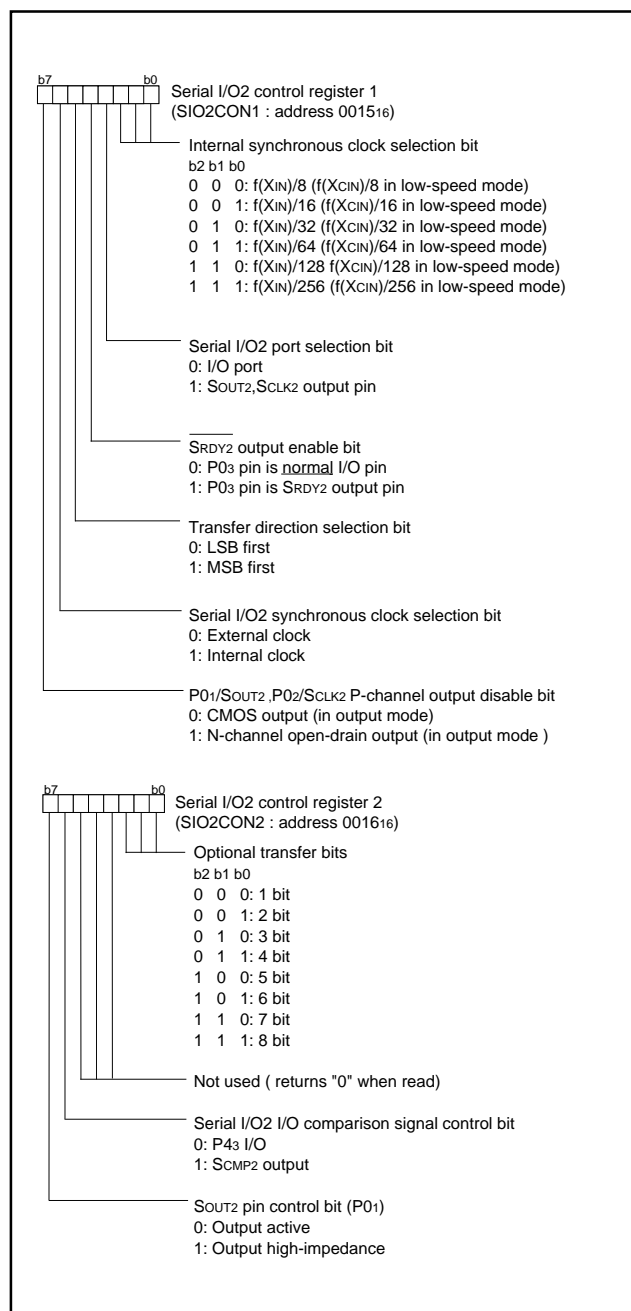 b7 b0
Serial I/O2 control register 1
(SIO2CON1 : address 001516)
Internal synchronous clock selection bit
b2 b1 b0
0 0 0: f(XIN)/8 (f(XCIN)/8 in low-speed mode)
0 0 1: f(XIN)/16 (f(XCIN)/16 in low-speed mode)
0 1 0: f(XIN)/32 (f(XCIN)/32 in low-speed mode)
0 1 1: f(XIN)/64 (f(XCIN)/64 in low-speed mode)
1 1 0: f(XIN)/128 f(XCIN)/128 in low-speed mode)
1 1 1: f(XIN)/256 (f(XCIN)/256 in low-speed mode)
Serial I/O2 port selection bit
0: I/O port
1: SOUT2,SCLK2 output pin
SRDY2 output enable bit
0: P03 pin is normal I/O pin
1: P03 pin is SRDY2 output pin
Transfer direction selection bit
0: LSB first
1: MSB first
Serial I/O2 synchronous clock selection bit
0: External clock
1: Internal clock
P01/SOUT2 ,P02/SCLK2 P-channel output disable bit
0: CMOS output (in output mode)
1: N-channel open-drain output (in output mode )
b7 b0
Serial I/O2 control register 2
(SIO2CON2 : address 001616)
Optional transfer bits
b2 b1 b0
0 0 0: 1 bit
0 0 1: 2 bit
0 1 0: 3 bit
0 1 1: 4 bit
1 0 0: 5 bit
1 0 1: 6 bit
1 1 0: 7 bit
1 1 1: 8 bit
Not used ( returns "0" when read)
Serial I/O2 I/O comparison signal control bit
0: P43 I/O
1: SCMP2 output
SOUT2 pin control bit (P01)
0: Output active
1: Output high-impedance